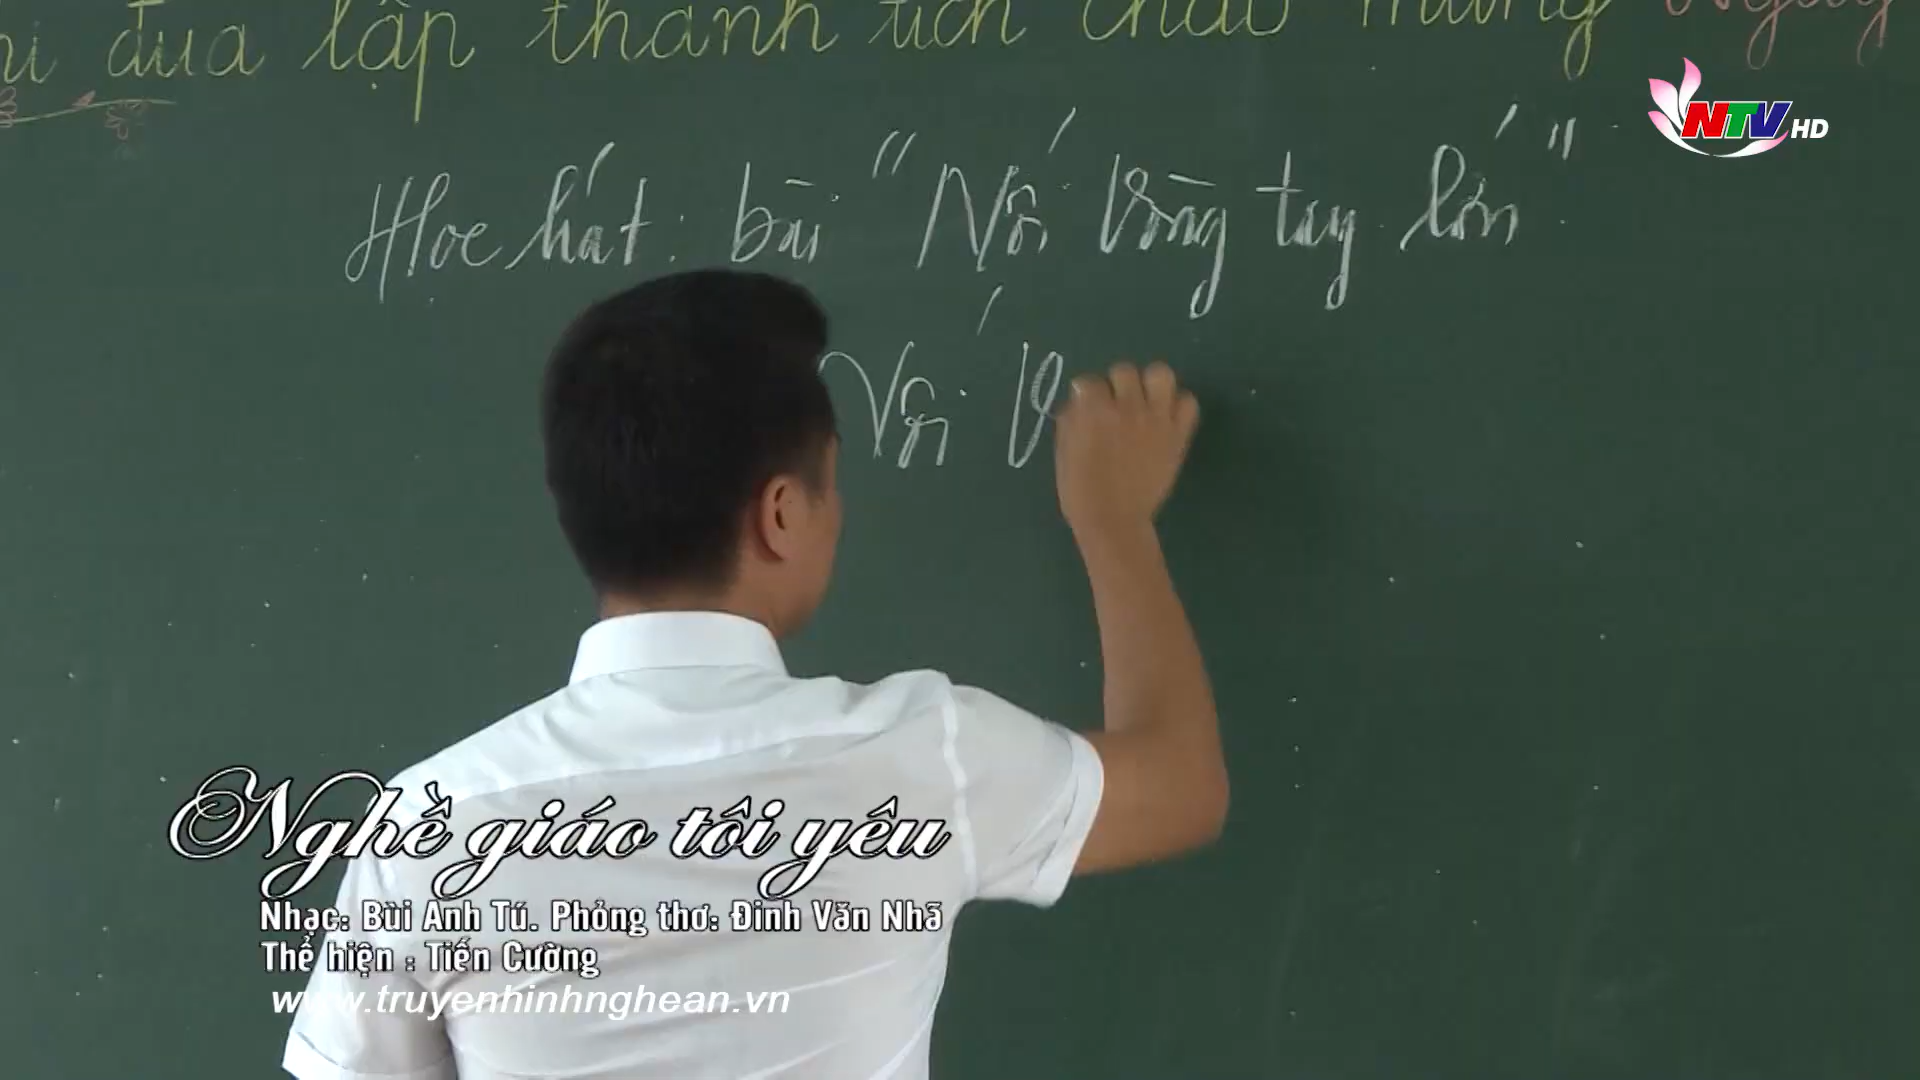 đua lập thành tích chào mừng Ngày
NTV HD
Học hát: bài "Nối Vòng tay lớn"
Nối V
Nghề giáo tôi yêu
Nhạc: Bùi Anh Tú. Phỏng thơ: Đinh Văn Nhã
Thể hiện : Tiến Cường
www.truyenhinhnghean.vn